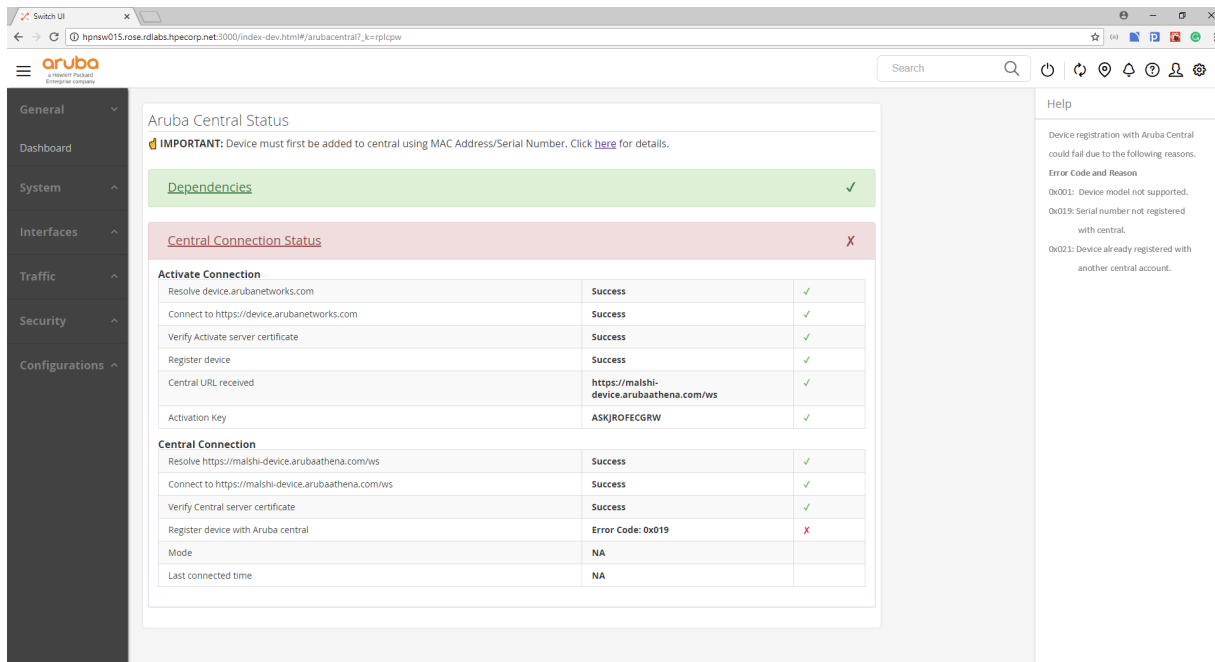 Switch UI
hpnsw015.rose.rdlabs.hpecorp.net:3000/index-dev.html#/arubacentral?_k=rplcpw
aruba
a Hewlett Packard
Enterprise company
Search
General
Dashboard
System
Interfaces
Traffic
Security
Configurations
Aruba Central Status
IMPORTANT: Device must first be added to central using MAC Address/Serial Number. Click here for details.
Dependencies ✓
Central Connection Status ✗
Activate Connection
Resolve device.arubanetworks.com Success ✓
Connect to https://device.arubanetworks.com Success ✓
Verify Activate server certificate Success ✓
Register device Success ✓
Central URL received https://malshi-
device.arubaathena.com/ws ✓
Activation Key ASKJROFECGRW ✓
Central Connection
Resolve https://malshi-device.arubaathena.com/ws Success ✓
Connect to https://malshi-device.arubaathena.com/ws Success ✓
Verify Central server certificate Success ✓
Register device with Aruba central Error Code: 0x019 ✗
Mode NA
Last connected time NA
Help
Device registration with Aruba Central
could fail due to the following reasons.
Error Code and Reason
0x001: Device model not supported.
0x019: Serial number not registered
with central.
0x021: Device already registered with
another central account.